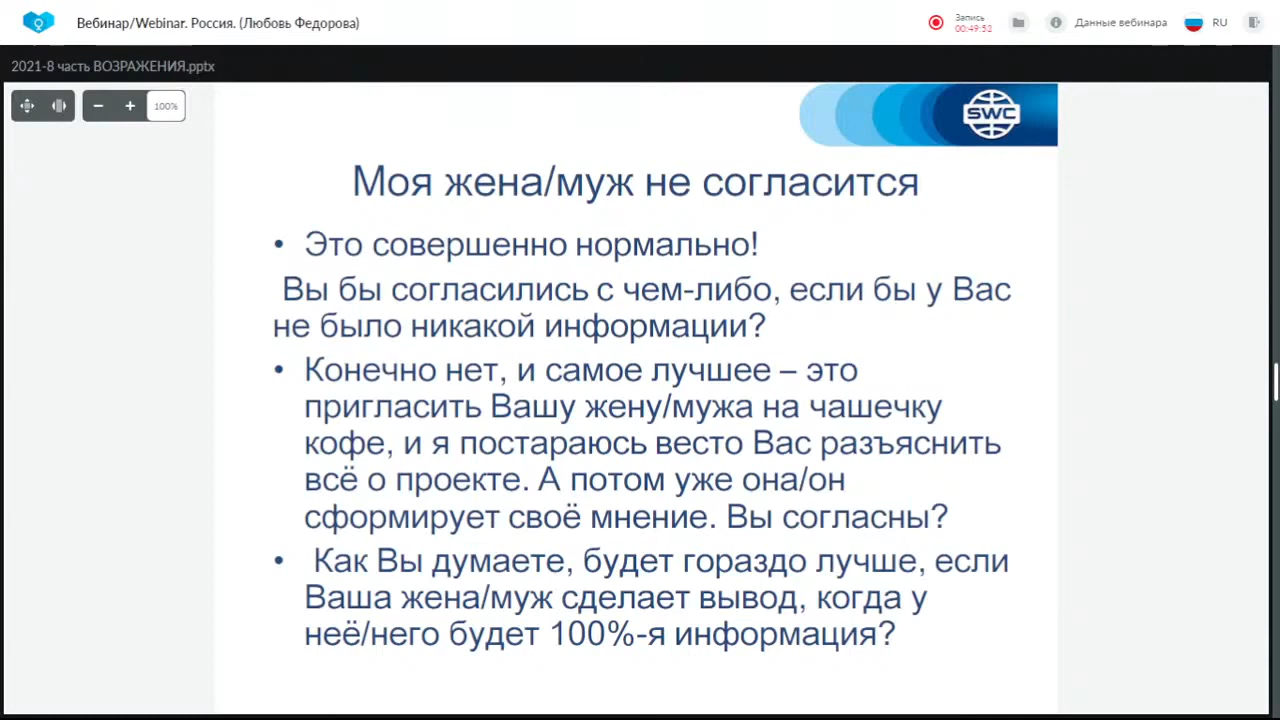 Вебинар/Webinar. Россия. (Любовь Федорова)
Запись
00:49:52
Данные вебинара
RU
2021-8 часть ВОЗРАЖЕНИЯ.pptx
100%
SWC
Моя жена/муж не согласится
• Это совершенно нормально!
Вы бы согласились с чем-либо, если бы у Вас
не было никакой информации?
• Конечно нет, и самое лучшее – это
пригласить Вашу жену/мужа на чашечку
кофе, и я постараюсь весто Вас разъяснить
всё о проекте. А потом уже она/он
сформирует своё мнение. Вы согласны?
• Как Вы думаете, будет гораздо лучше, если
Ваша жена/муж сделает вывод, когда у
неё/него будет 100%-я информация?